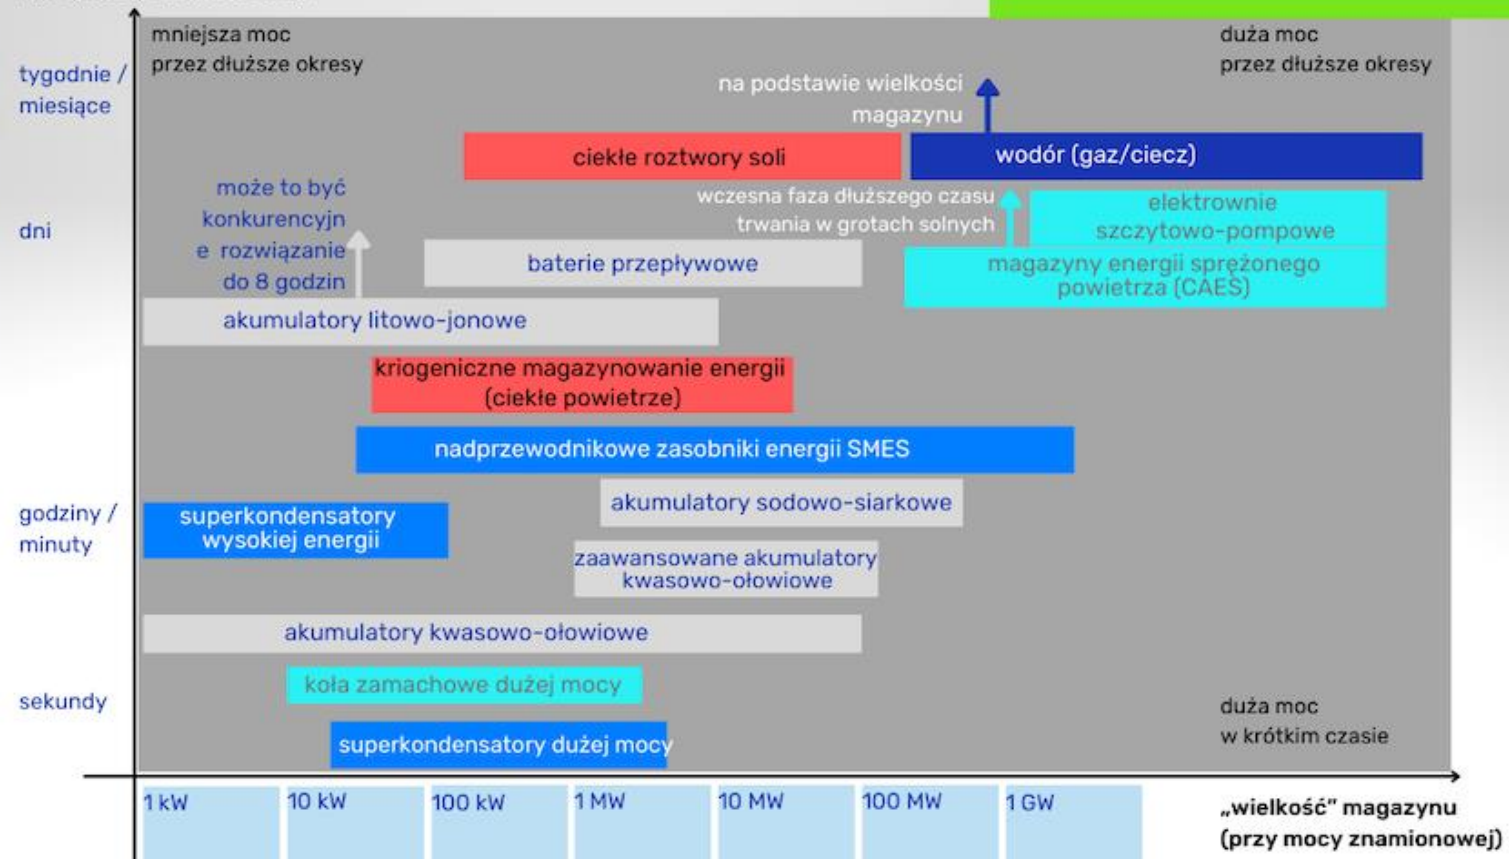 mniejsza moc
przez dłuższe okresy
duża moc
przez dłuższe okresy
tygodnie /
miesiące
na podstawie wielkości
magazynu
ciekłe roztwory soli
wodór (gaz/ciecz)
może to być
konkurencyjn
e rozwiązanie
do 8 godzin
wczesna faza dłuższego czasu
trwania w grotach solnych
elektrownie
szczytowo-pompowe
dni
baterie przepływowe
magazyny energii sprężonego
powietrza (CAES)
akumulatory litowo-jonowe
kriogeniczne magazynowanie energii
(ciekłe powietrze)
nadprzewodnikowe zasobniki energii SMES
akumulatory sodowo-siarkowe
godziny /
minuty
superkondensatory
wysokiej energii
zaawansowane akumulatory
kwasowo-ołowiowe
akumulatory kwasowo-ołowiowe
koła zamachowe dużej mocy
sekundy
duża moc
w krótkim czasie
superkondensatory dużej mocy
1 kW
10 kW
100 kW
1 MW
10 MW
100 MW
1 GW
„wielkość” magazynu
(przy mocy znamionowej)